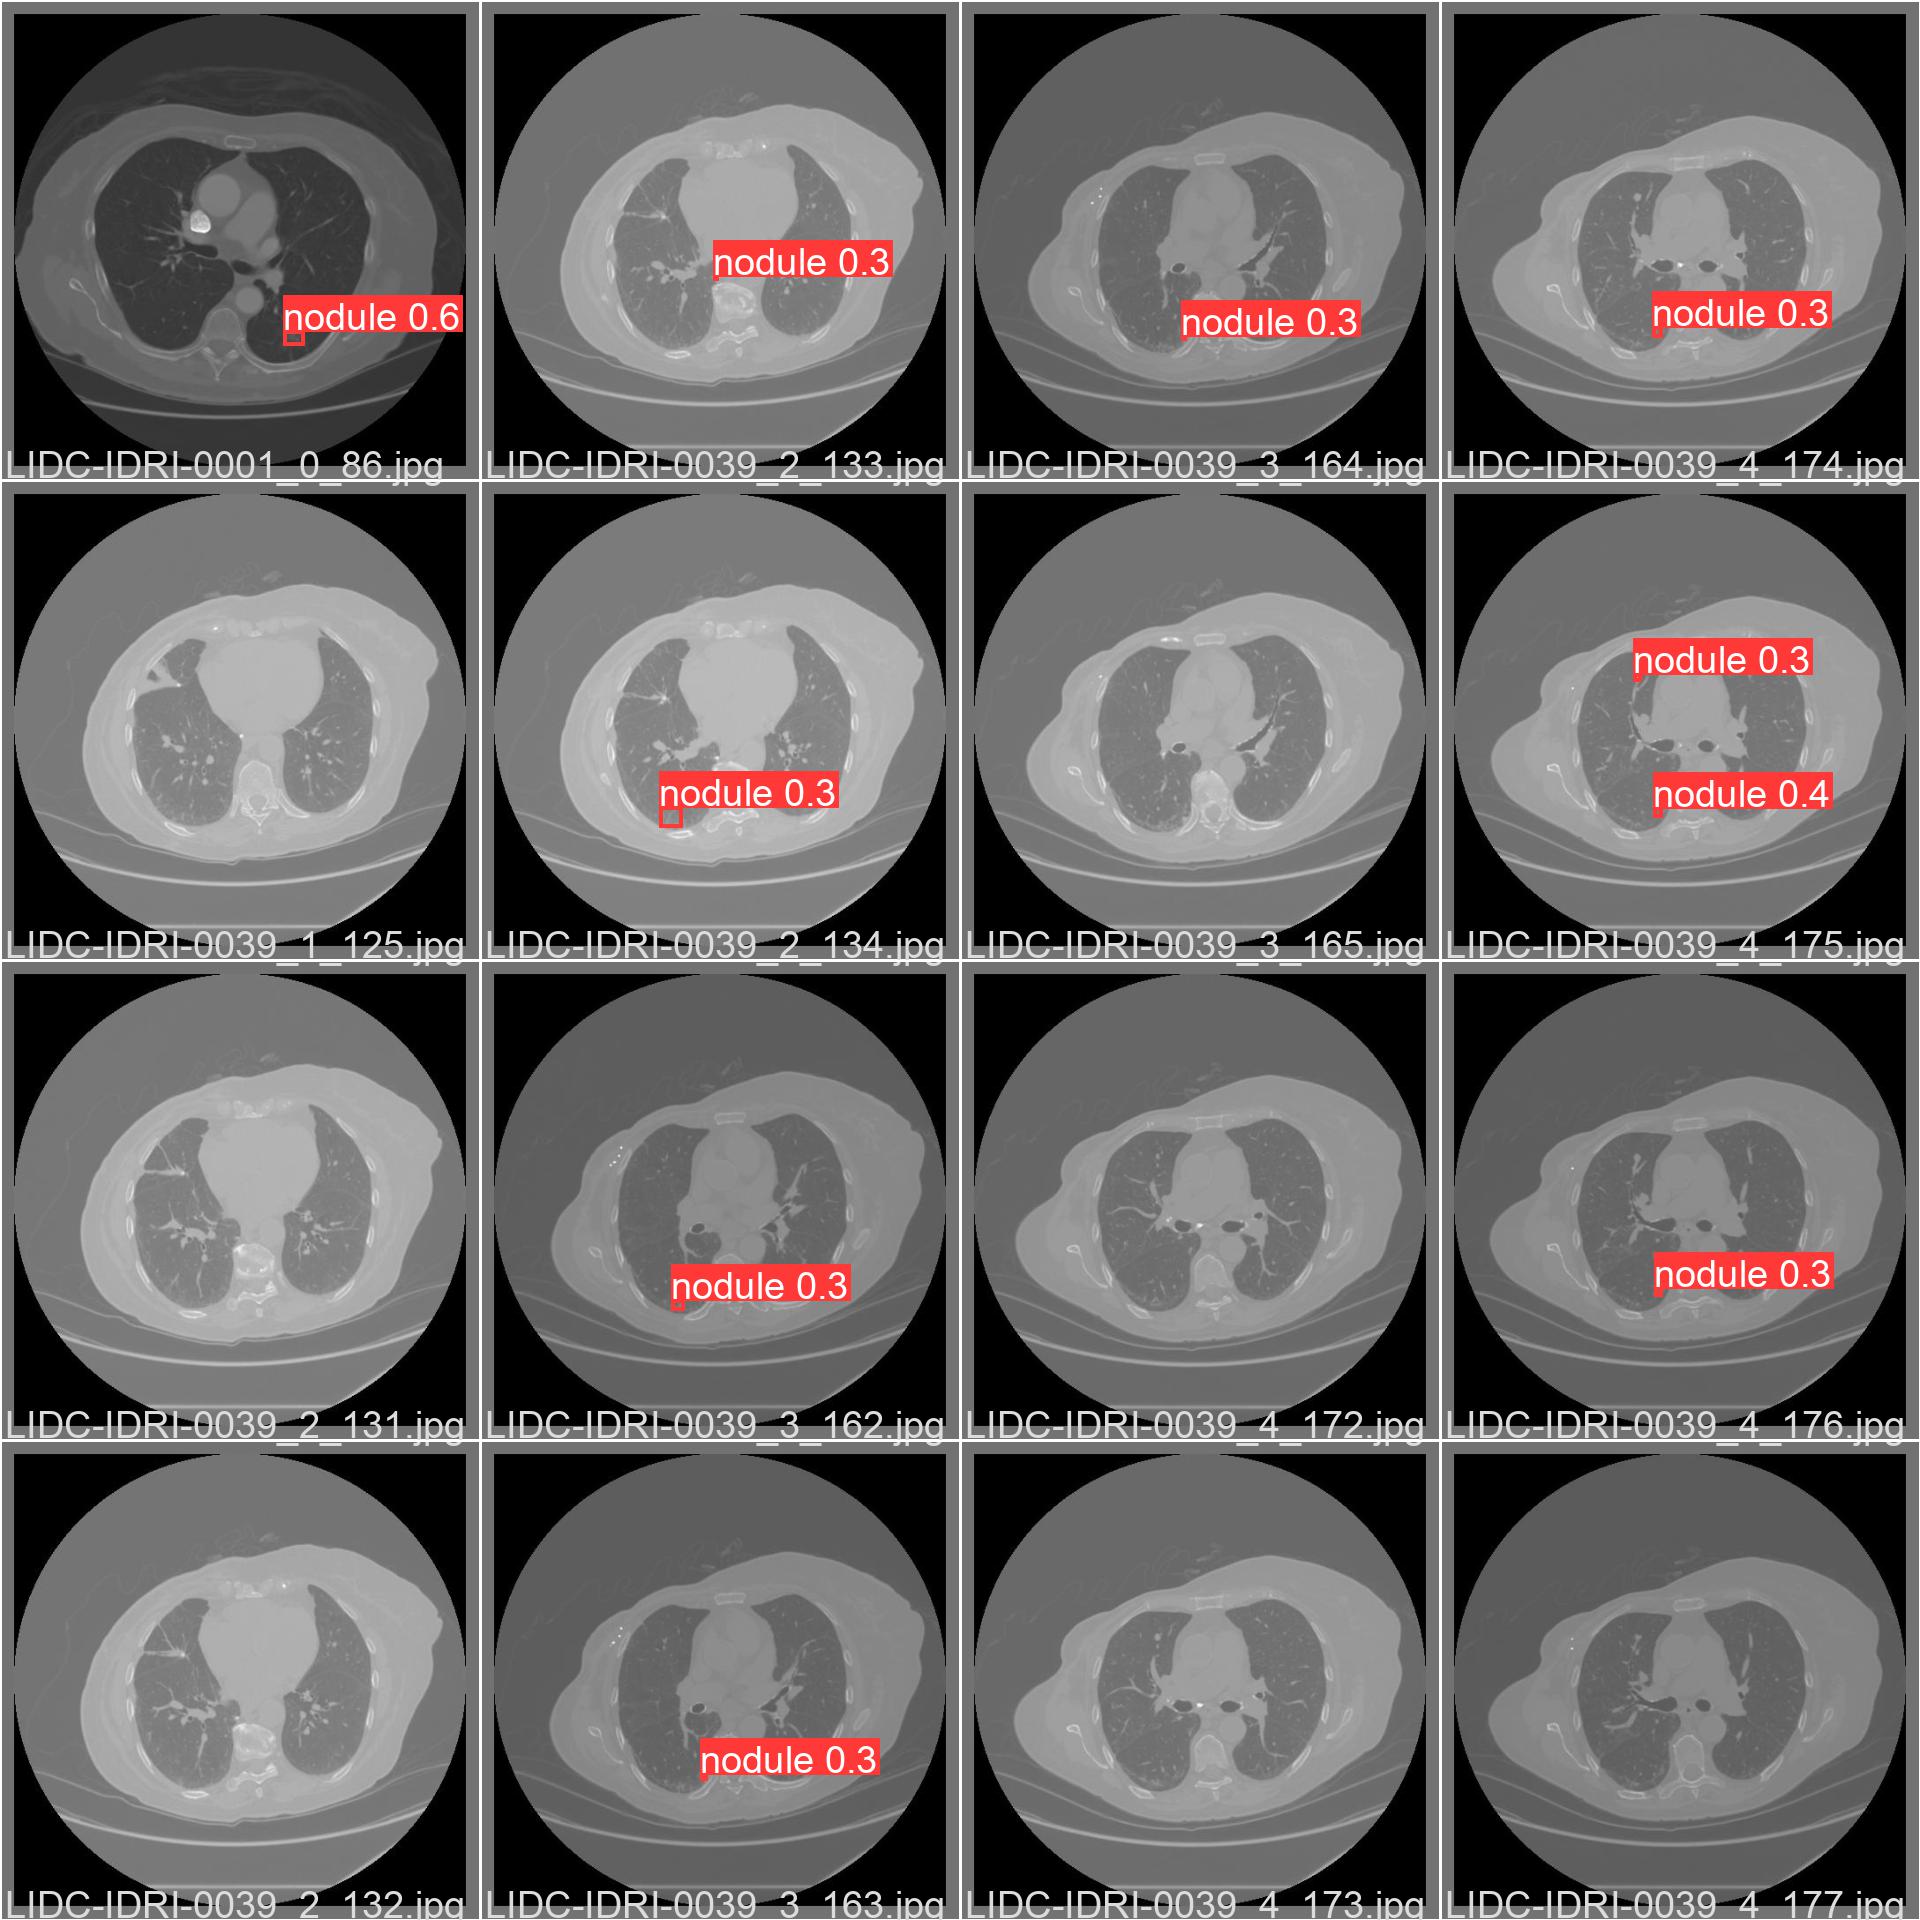 nodule 0.6
LIDC-IDRI-0001_0_86.jpg
nodule 0.3
LIDC-IDRI-0039_2_133.jpg
nodule 0.3
LIDC-IDRI-0039_3_164.jpg
nodule 0.3
LIDC-IDRI-0039_4_174.jpg
LIDC-IDRI-0039_1_125.jpg
nodule 0.3
LIDC-IDRI-0039_2_134.jpg
LIDC-IDRI-0039_3_165.jpg
nodule 0.3
nodule 0.4
LIDC-IDRI-0039_4_175.jpg
LIDC-IDRI-0039_2_131.jpg
nodule 0.3
LIDC-IDRI-0039_3_162.jpg
LIDC-IDRI-0039_4_172.jpg
nodule 0.3
LIDC-IDRI-0039_4_176.jpg
LIDC-IDRI-0039_2_132.jpg
nodule 0.3
LIDC-IDRI-0039_3_163.jpg
LIDC-IDRI-0039_4_173.jpg
LIDC-IDRI-0039_4_177.jpg